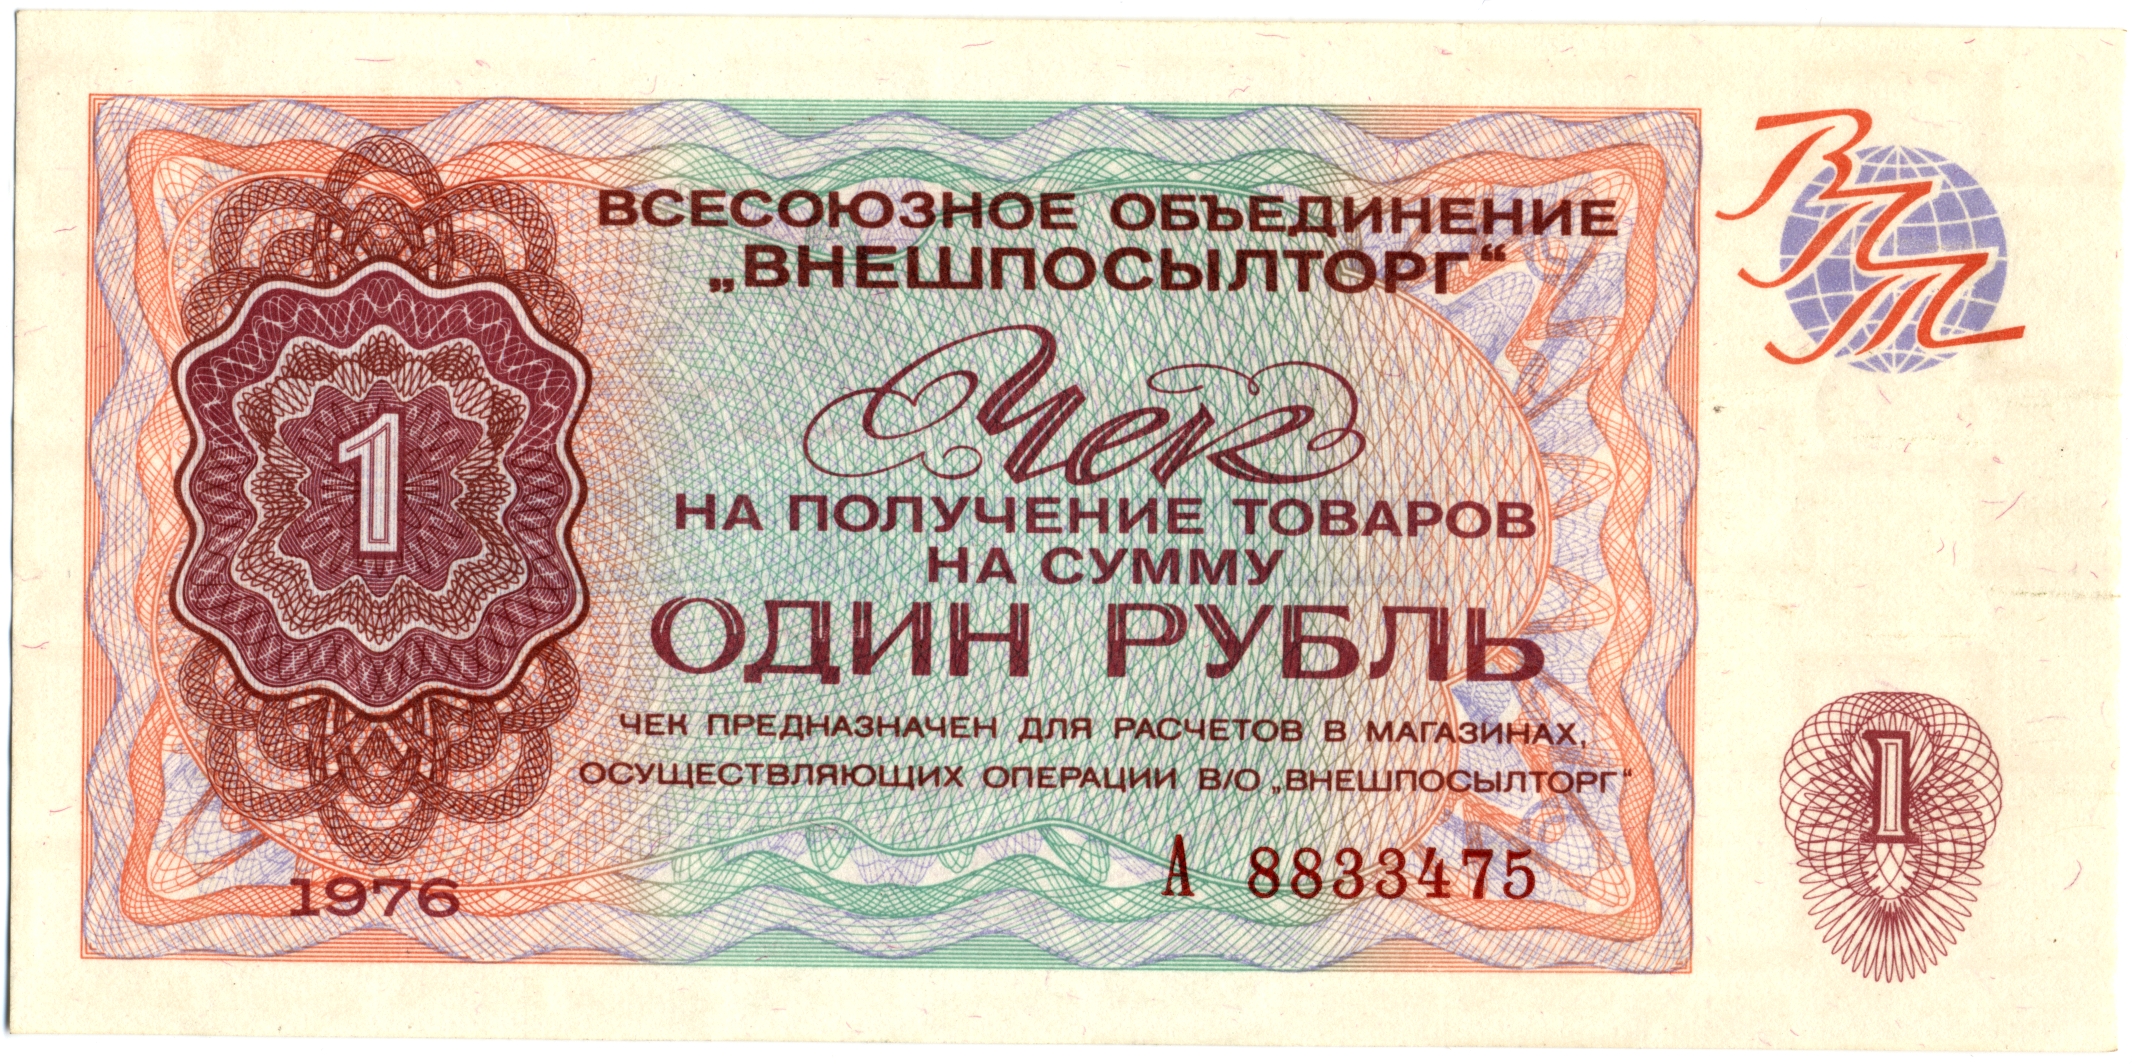 ВСЕСОЮЗНОЕ ОБЪЕДИНЕНИЕ
„ВНЕШПОСЫЛТОРГ“
ВПТ
Чек
НА ПОЛУЧЕНИЕ ТОВАРОВ
НА СУММУ
1
ОДИН РУБЛЬ
ЧЕК ПРЕДНАЗНАЧЕН ДЛЯ РАСЧЕТОВ В МАГАЗИНАХ,
ОСУЩЕСТВЛЯЮЩИХ ОПЕРАЦИИ В/О „ВНЕШПОСЫЛТОРГ“
1
1976
А 8833475